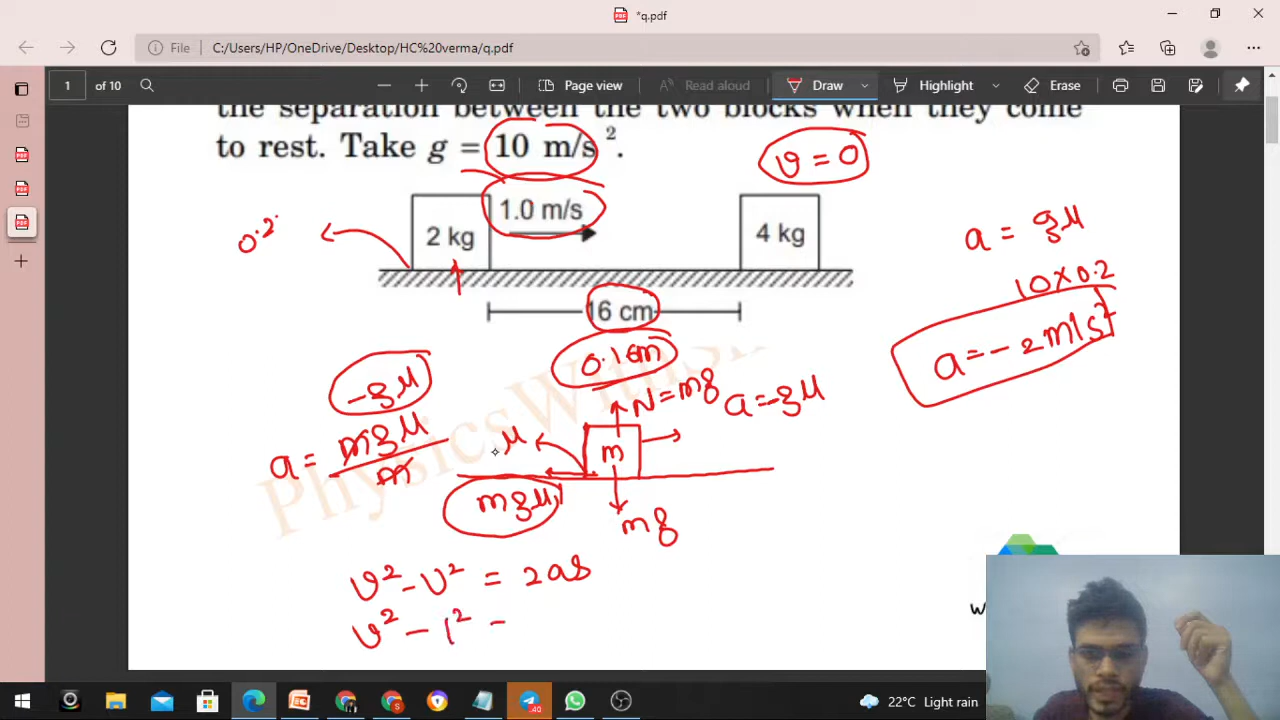 *q.pdf
File C:/Users/HP/OneDrive/Desktop/HC%20verma/q.pdf
1 of 10 Page view Read aloud Draw Highlight Erase
the separation between the two blocks when they come
to rest. Take g = 10 m/s².
v = 0
1.0 m/s
0.2
2 kg
4 kg
a = gμ
10 × 0.2
16 cm
a = - 2 m/s²
0.16m
-gμ
N = mg
a = -gμ
a = mgμ
m
μ
m
mgμ
mg
v² - u² = 2as
v² - 1² =
PhysicsWithou
w
40
22°C Light rain